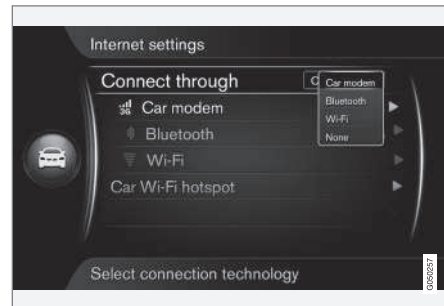 Internet settings
Connect through
C
Car modem
Bluetooth
Wi-Fi
None
3G Car modem
Bluetooth
Wi-Fi
Car Wi-Fi hotspot
Select connection technology
G050257